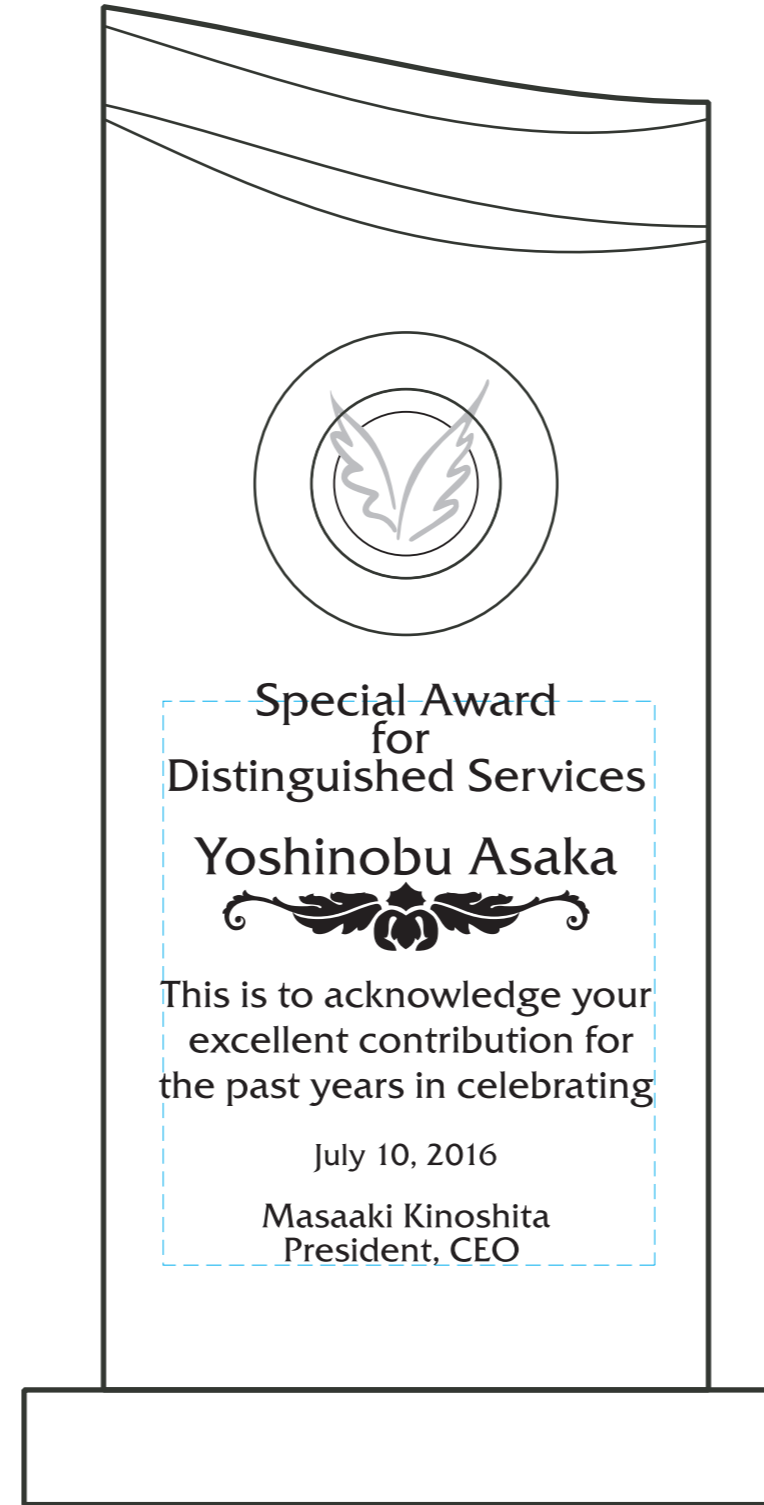 Special Award
for
Distinguished Services
Yoshinobu Asaka
This is to acknowledge your
excellent contribution for
the past years in celebrating
July 10, 2016
Masaaki Kinoshita
President, CEO